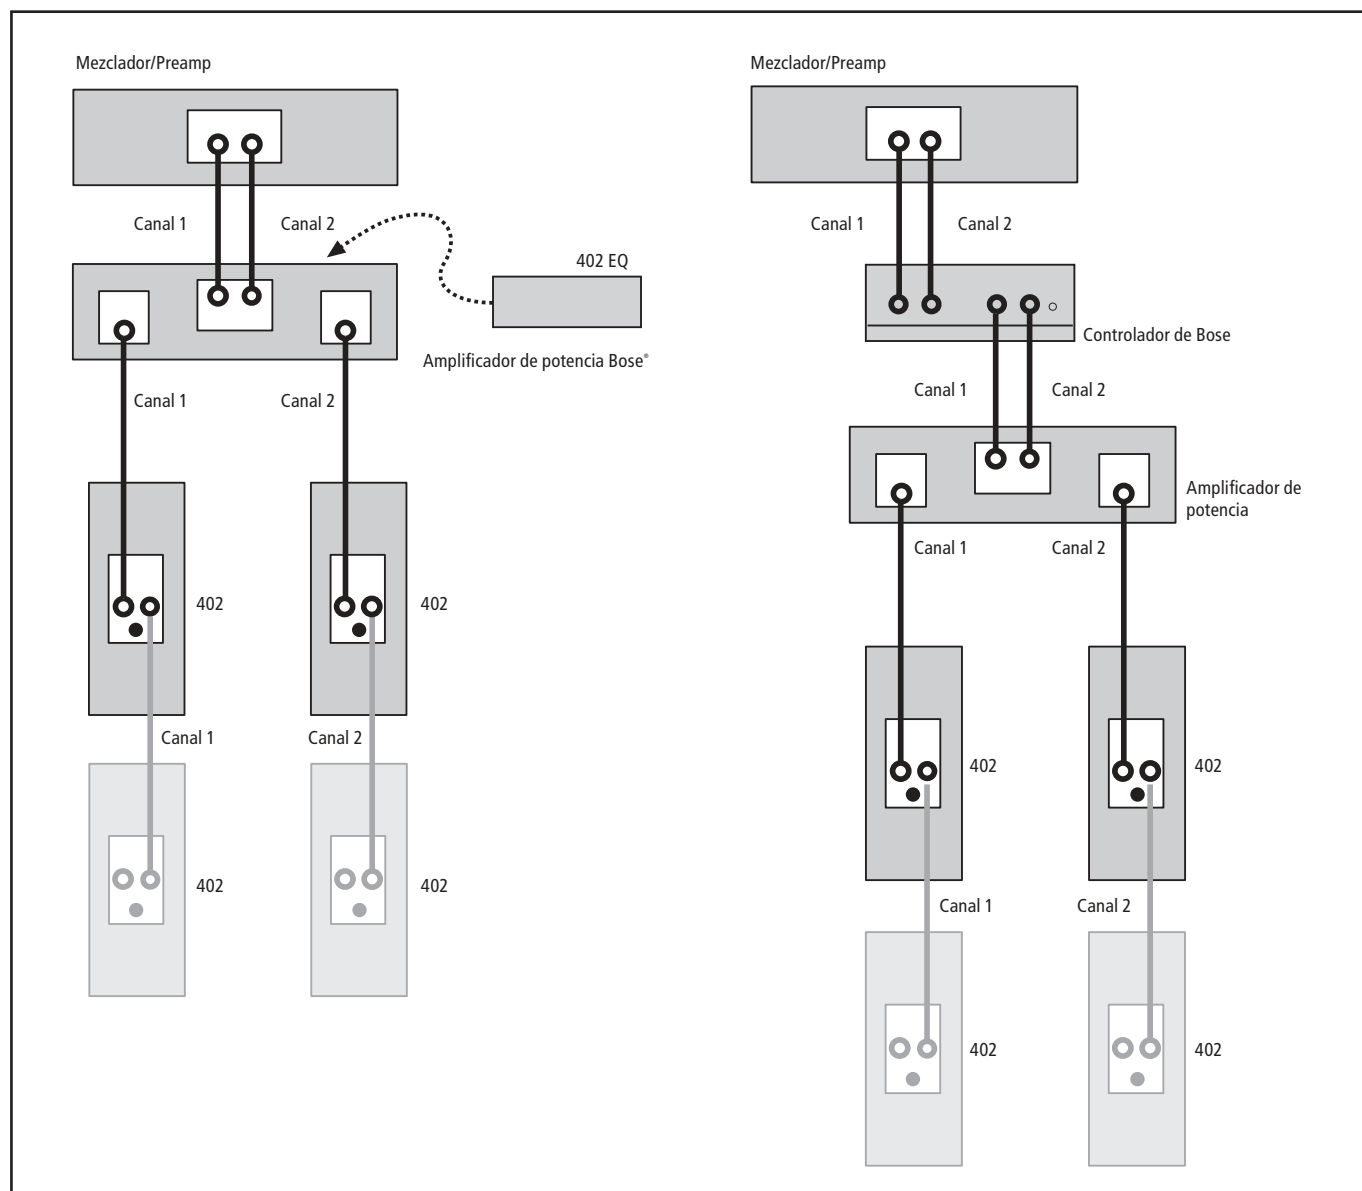 Mezclador/Preamp
Canal 1
Canal 2
402 EQ
Amplificador de potencia Bose®
Canal 1
Canal 2
402
402
Canal 1
Canal 2
402
402
Mezclador/Preamp
Canal 1
Canal 2
Controlador de Bose
Canal 1
Canal 2
Amplificador de
potencia
Canal 1
Canal 2
402
402
Canal 1
Canal 2
402
402